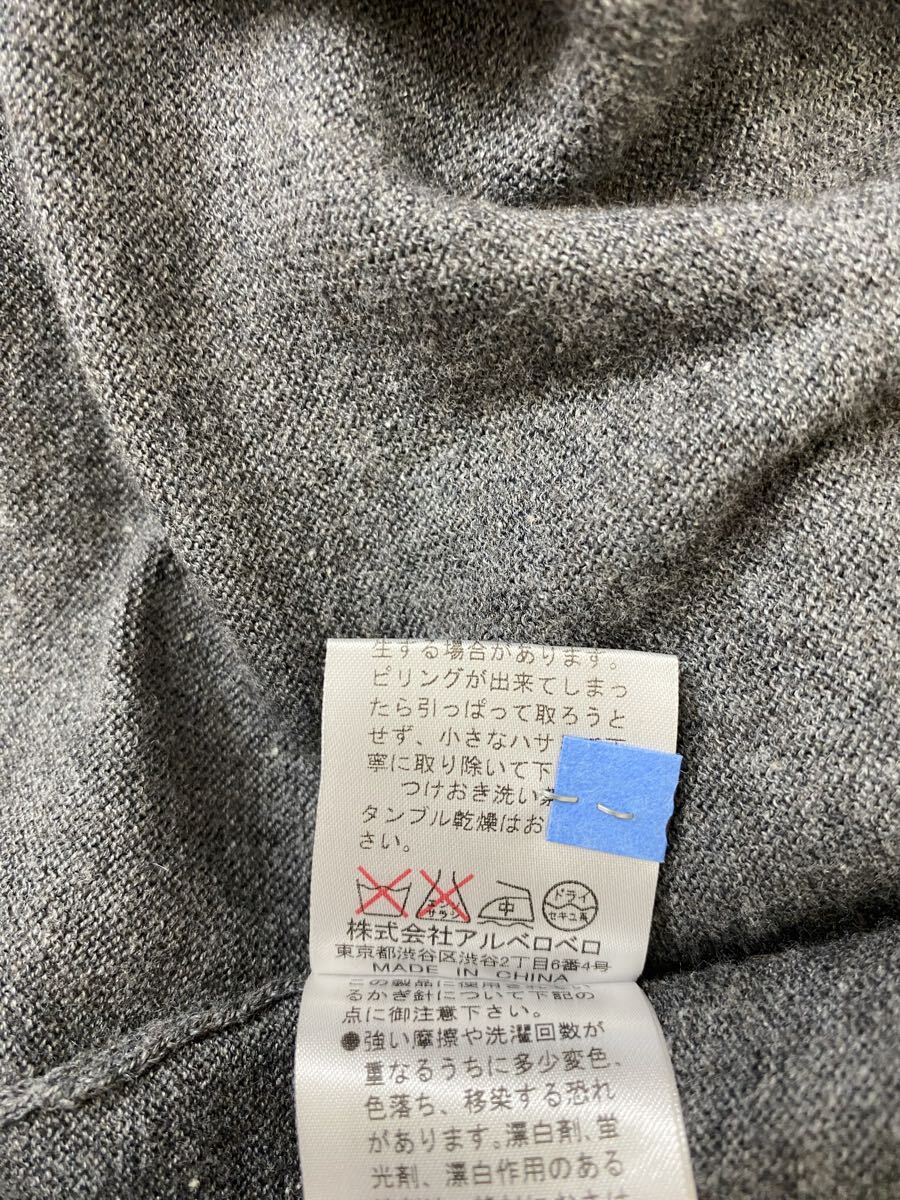 生する場合があります。
ピリングが出来てしまっ
たら引っぱって取ろうと
せず、小さなハサ
寧に取り除いて下
つけおき洗い
タンブル乾燥はお
さい。
エンソ
サラシ
中
ドライ
セキユ系
株式会社アルベロベロ
東京都渋谷区渋谷2丁目6番4号
MADE IN CHINA
この製品に使用
るかぎ針について下記の
点に御注意下さい。
●強い摩擦や洗濯回数が
重なるうちに多少変色、
色落ち、移染する恐れ
があります。漂白剤、蛍
光剤、漂白作用のある